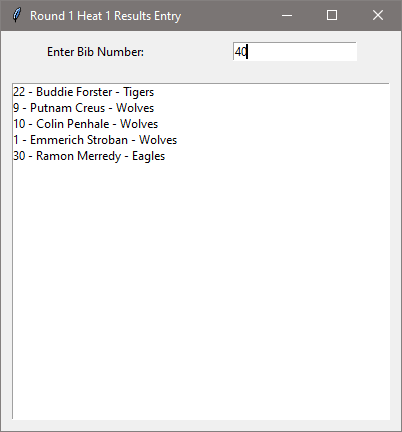 Round 1 Heat 1 Results Entry
Enter Bib Number: 40
22 - Buddie Forster - Tigers
9 - Putnam Creus - Wolves
10 - Colin Penhale - Wolves
1 - Emmerich Stroban - Wolves
30 - Ramon Merredy - Eagles